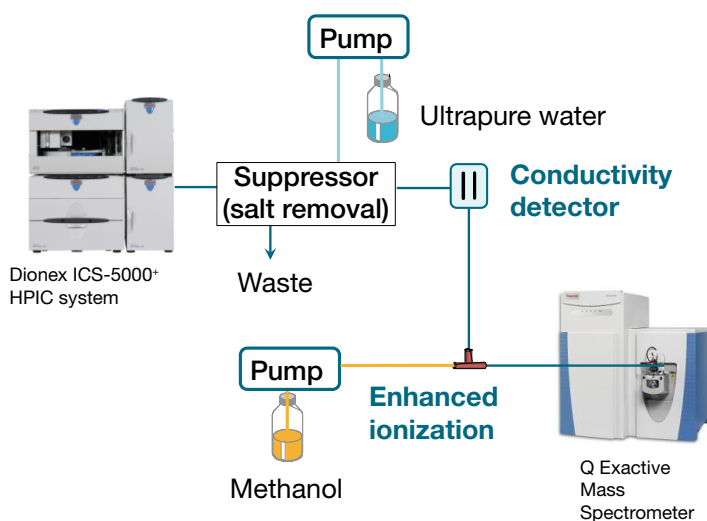 Pump
Ultrapure water
Suppressor
(salt removal)
Conductivity
detector
Waste
Dionex ICS-5000+
HPIC system
Pump
Enhanced
ionization
Methanol
Q Exactive
Mass
Spectrometer